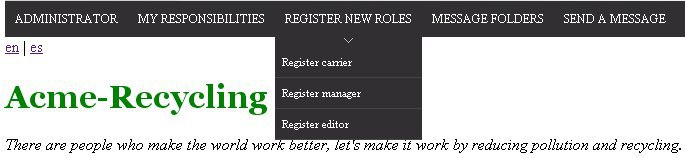 ADMINISTRATOR MY RESPONSIBILITIES REGISTER NEW ROLES MESSAGE FOLDERS SEND A MESSAGE
en | es
Register carrier
Register manager
Register editor
Acme-Recycling
There are people who make the world work better, let's make it work by reducing pollution and recycling.